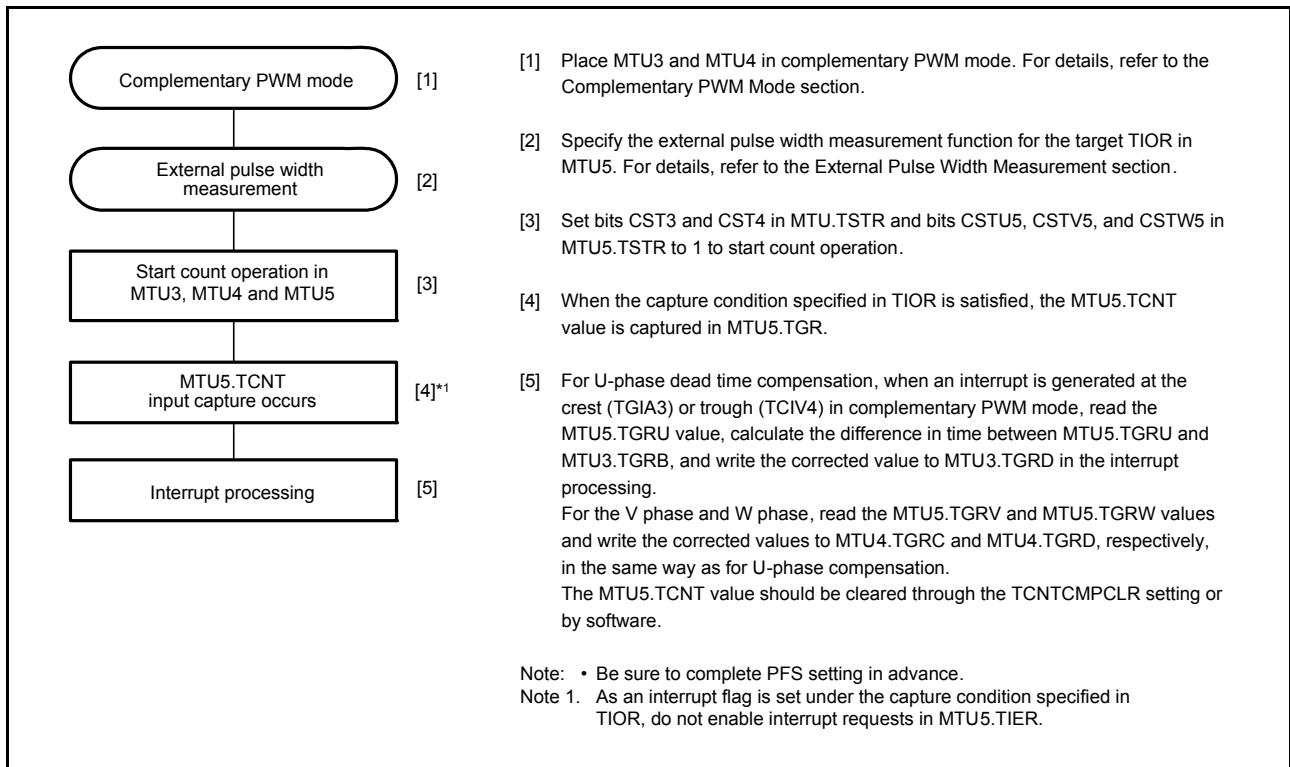 Complementary PWM mode
[1]
External pulse width
measurement
[2]
Start count operation in
MTU3, MTU4 and MTU5
[3]
MTU5.TCNT
input capture occurs
[4]*1
Interrupt processing
[5]
[1] Place MTU3 and MTU4 in complementary PWM mode. For details, refer to the
Complementary PWM Mode section.
[2] Specify the external pulse width measurement function for the target TIOR in
MTU5. For details, refer to the External Pulse Width Measurement section.
[3] Set bits CST3 and CST4 in MTU.TSTR and bits CSTU5, CSTV5, and CSTW5 in
MTU5.TSTR to 1 to start count operation.
[4] When the capture condition specified in TIOR is satisfied, the MTU5.TCNT
value is captured in MTU5.TGR.
[5] For U-phase dead time compensation, when an interrupt is generated at the
crest (TGIA3) or trough (TCIV4) in complementary PWM mode, read the
MTU5.TGRU value, calculate the difference in time between MTU5.TGRU and
MTU3.TGRB, and write the corrected value to MTU3.TGRD in the interrupt
processing.
For the V phase and W phase, read the MTU5.TGRV and MTU5.TGRW values
and write the corrected values to MTU4.TGRC and MTU4.TGRD, respectively,
in the same way as for U-phase compensation.
The MTU5.TCNT value should be cleared through the TCNTCMPCLR setting or
by software.
Note: • Be sure to complete PFS setting in advance.
Note 1. As an interrupt flag is set under the capture condition specified in
TIOR, do not enable interrupt requests in MTU5.TIER.